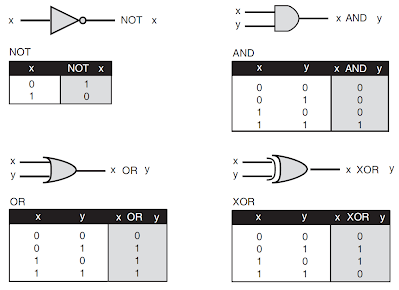 x NOT x
NOT
x NOT x
0 1
1 0
x
y x AND y
AND
x y x AND y
0 0 0
0 1 0
1 0 0
1 1 1
x
y x OR y
OR
x y x OR y
0 0 0
0 1 1
1 0 1
1 1 1
x
y x XOR y
XOR
x y x XOR y
0 0 0
0 1 1
1 0 1
1 1 0